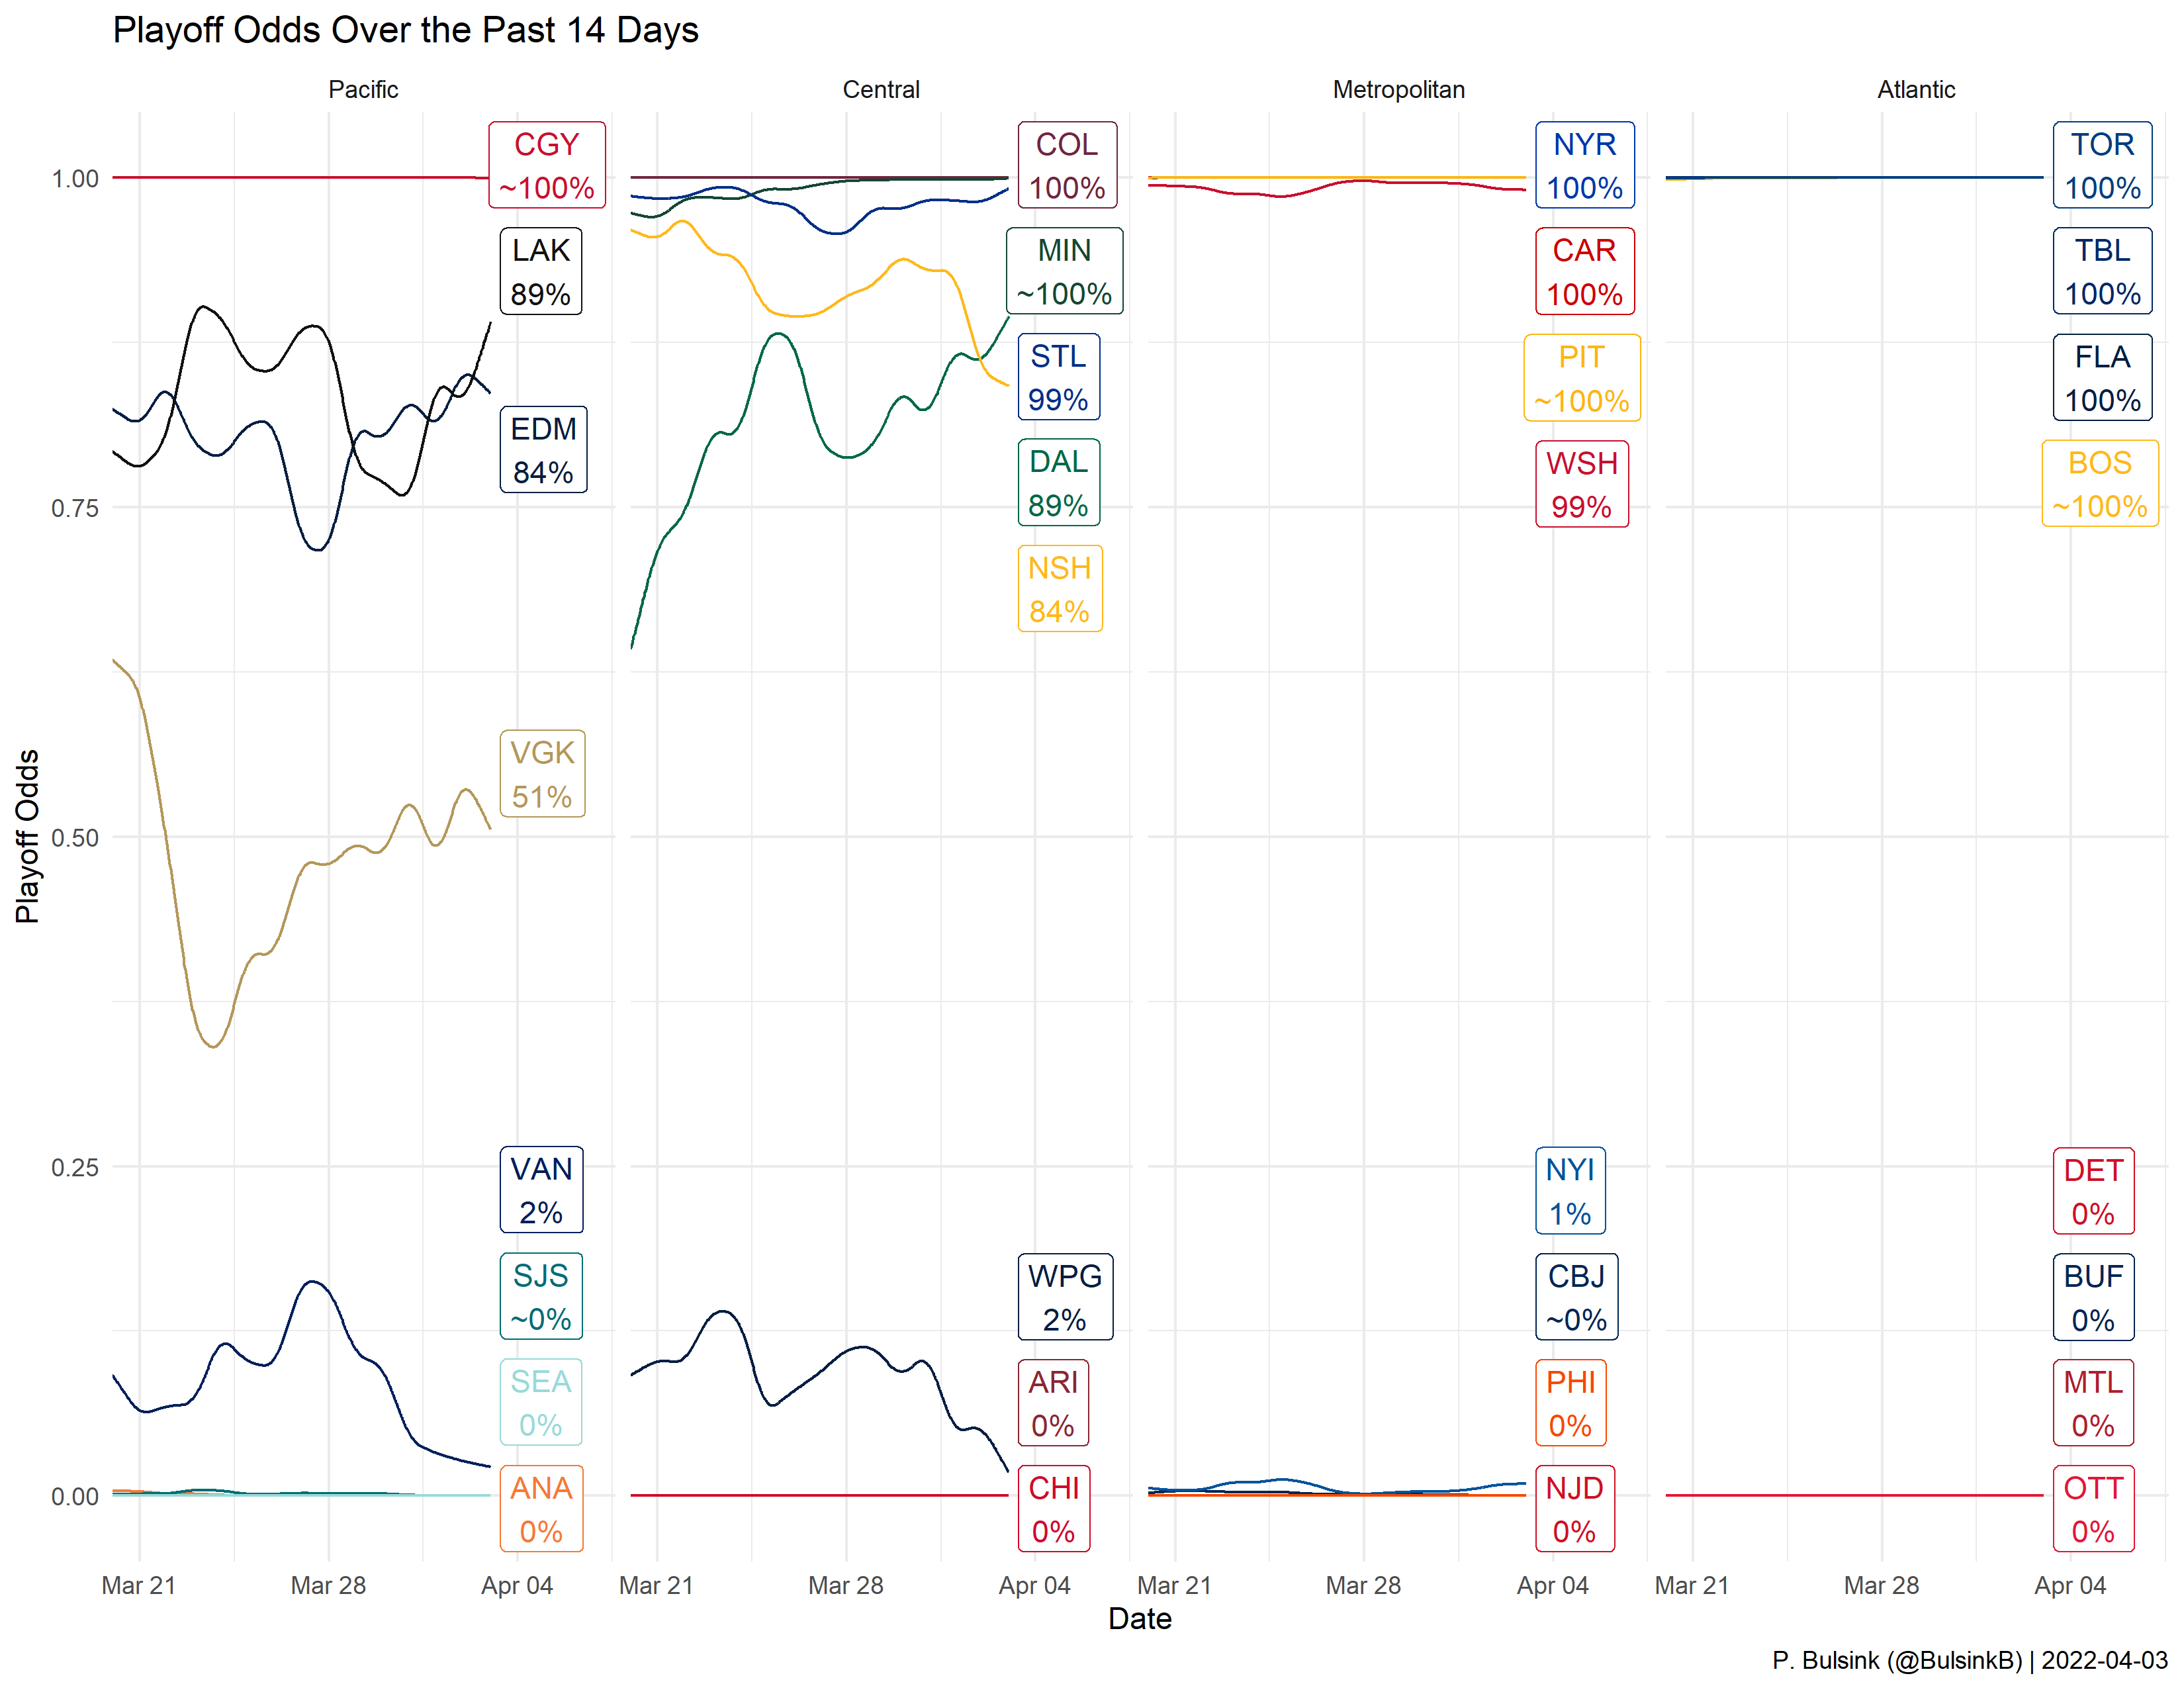 Playoff Odds Over the Past 14 Days
Pacific
Central
Metropolitan
Atlantic
Playoff Odds
1.00
0.75
0.50
0.25
0.00
CGY
~100%
LAK
89%
EDM
84%
VGK
51%
VAN
2%
SJS
~0%
SEA
0%
ANA
0%
COL
100%
MIN
~100%
STL
99%
DAL
89%
NSH
84%
WPG
2%
ARI
0%
CHI
0%
NYR
100%
CAR
100%
PIT
~100%
WSH
99%
NYI
1%
CBJ
~0%
PHI
0%
NJD
0%
TOR
100%
TBL
100%
FLA
100%
BOS
~100%
DET
0%
BUF
0%
MTL
0%
OTT
0%
Mar 21
Mar 28
Apr 04
Mar 21
Mar 28
Apr 04
Mar 21
Mar 28
Apr 04
Mar 21
Mar 28
Apr 04
Date
P. Bulsink (@BulsinkB) | 2022-04-03